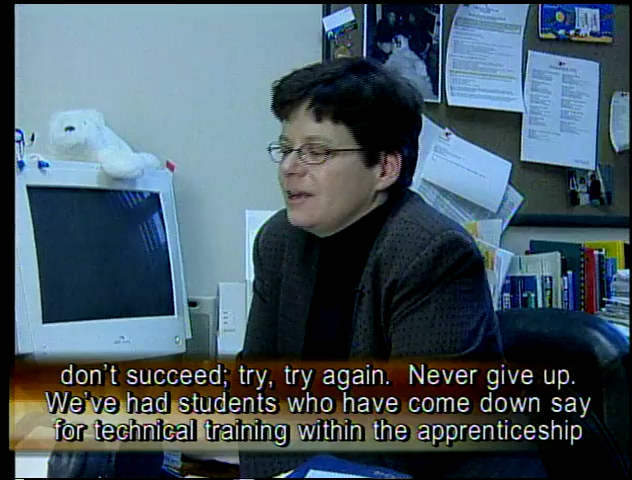 don't succeed; try, try again.  Never give up.
We've had students who have come down say
for technical training within the apprenticeship